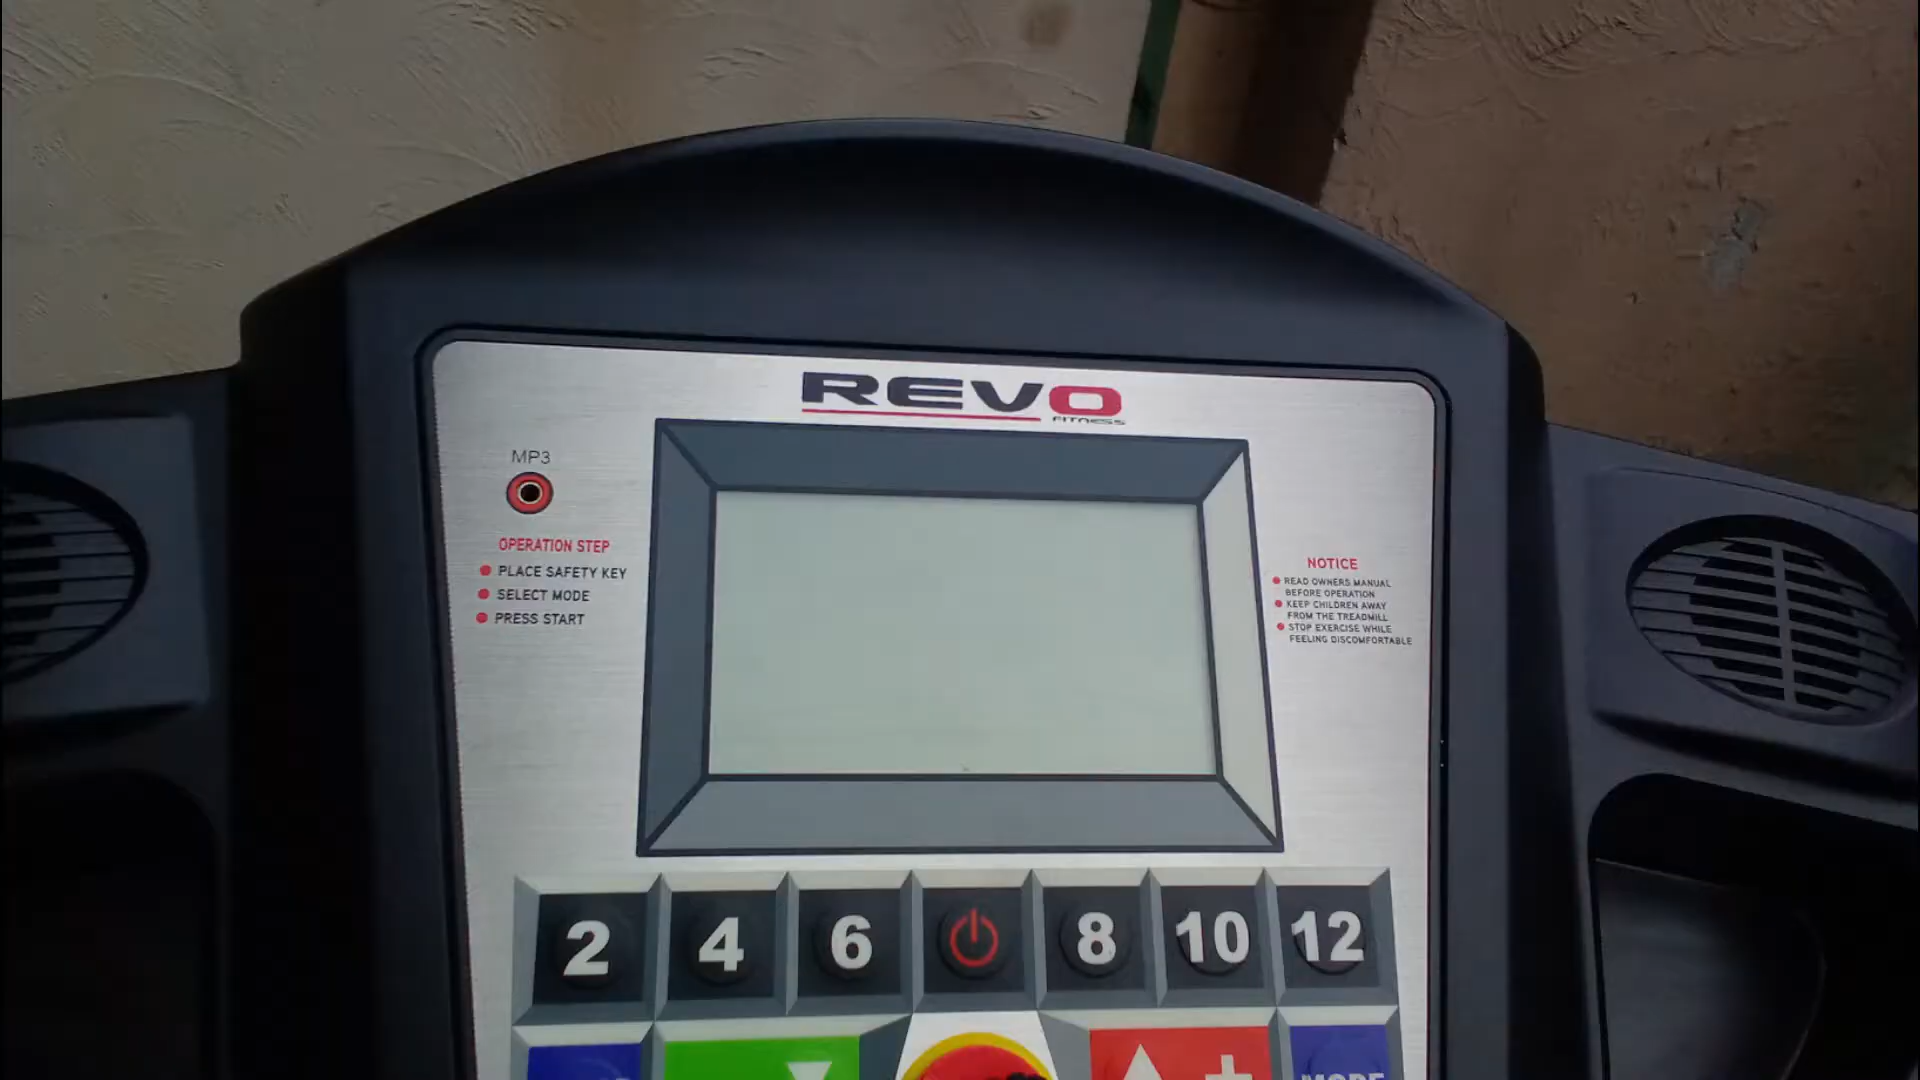 REVO
FITNESS
MP3
OPERATION STEP
PLACE SAFETY KEY
SELECT MODE
PRESS START
NOTICE
READ OWNERS MANUAL
BEFORE OPERATION
KEEP CHILDREN AWAY
FROM THE TREADMILL
STOP EXERCISE WHILE
FEELING DISCOMFORTABLE
2 4 6 8 10 12
+
MODE